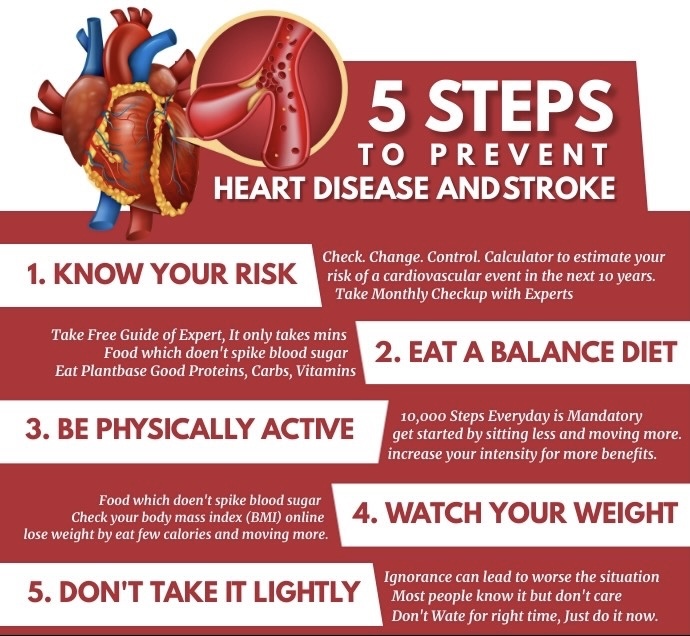 5 STEPS
TO PREVENT
HEART DISEASE AND STROKE
1. KNOW YOUR RISK
Check. Change. Control. Calculator to estimate your
risk of a cardiovascular event in the next 10 years.
Take Monthly Checkup with Experts
Take Free Guide of Expert, It only takes mins
Food which doen't spike blood sugar
Eat Plantbase Good Proteins, Carbs, Vitamins
2. EAT A BALANCE DIET
3. BE PHYSICALLY ACTIVE
10,000 Steps Everyday is Mandatory
get started by sitting less and moving more.
increase your intensity for more benefits.
Food which doen't spike blood sugar
Check your body mass index (BMI) online
lose weight by eat few calories and moving more.
4. WATCH YOUR WEIGHT
5. DON'T TAKE IT LIGHTLY
Ignorance can lead to worse the situation
Most people know it but don't care
Don't Wate for right time, Just do it now.